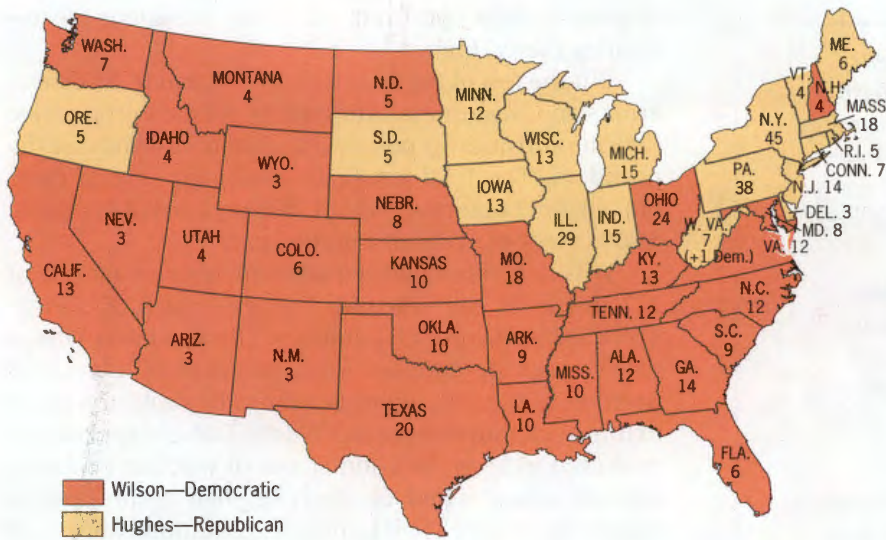 WASH.
7
MONTANA
4
N.D.
5
MINN.
12
ME.
6
VT.
4
N.H.
4
MASS.
18
ORE.
5
IDAHO
4
WYO.
3
S.D.
5
WISC.
13
MICH.
15
N.Y.
45
R.I. 5
CONN. 7
PA.
38
N.J. 14
DEL. 3
MD. 8
NEV.
3
UTAH
4
COLO.
6
NEBR.
8
IOWA
13
ILL.
29
IND.
15
OHIO
24
W. VA.
7
(+1 Dem.)
VA. 12
CALIF.
13
KANSAS
10
MO.
18
KY.
13
N.C.
12
TENN. 12
ARIZ.
3
N.M.
3
OKLA.
10
ARK.
9
S.C.
9
MISS.
10
ALA.
12
GA.
14
TEXAS
20
LA.
10
FLA.
6
Wilson—Democratic
Hughes—Republican